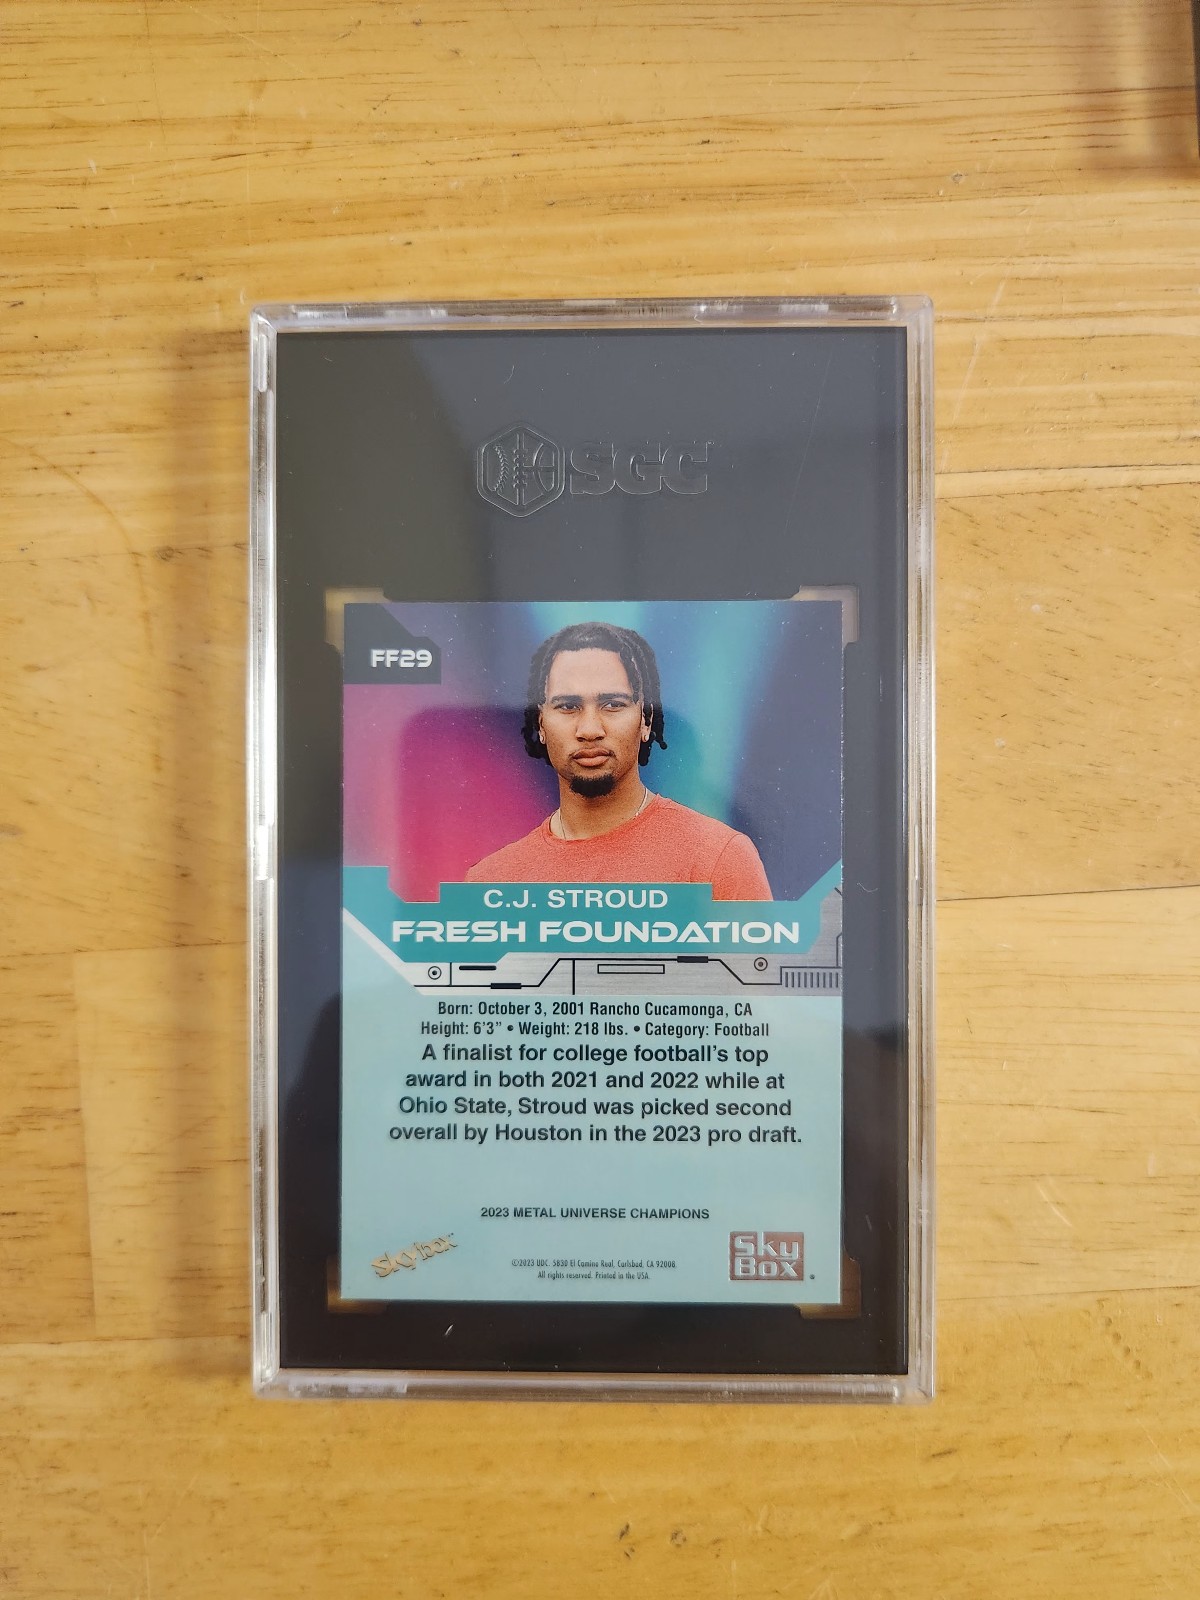 SGC
FF29
C.J. STROUD
FRESH FOUNDATION
Born: October 3, 2001 Rancho Cucamonga, CA
Height: 6'3" • Weight: 218 lbs. • Category: Football
A finalist for college football's top
award in both 2021 and 2022 while at
Ohio State, Stroud was picked second
overall by Houston in the 2023 pro draft.
2023 METAL UNIVERSE CHAMPIONS
skybox
©2023 UDC. 5830 El Camino Real, Carlsbad, CA 92008.
All rights reserved. Printed in the USA.
Sky
Box